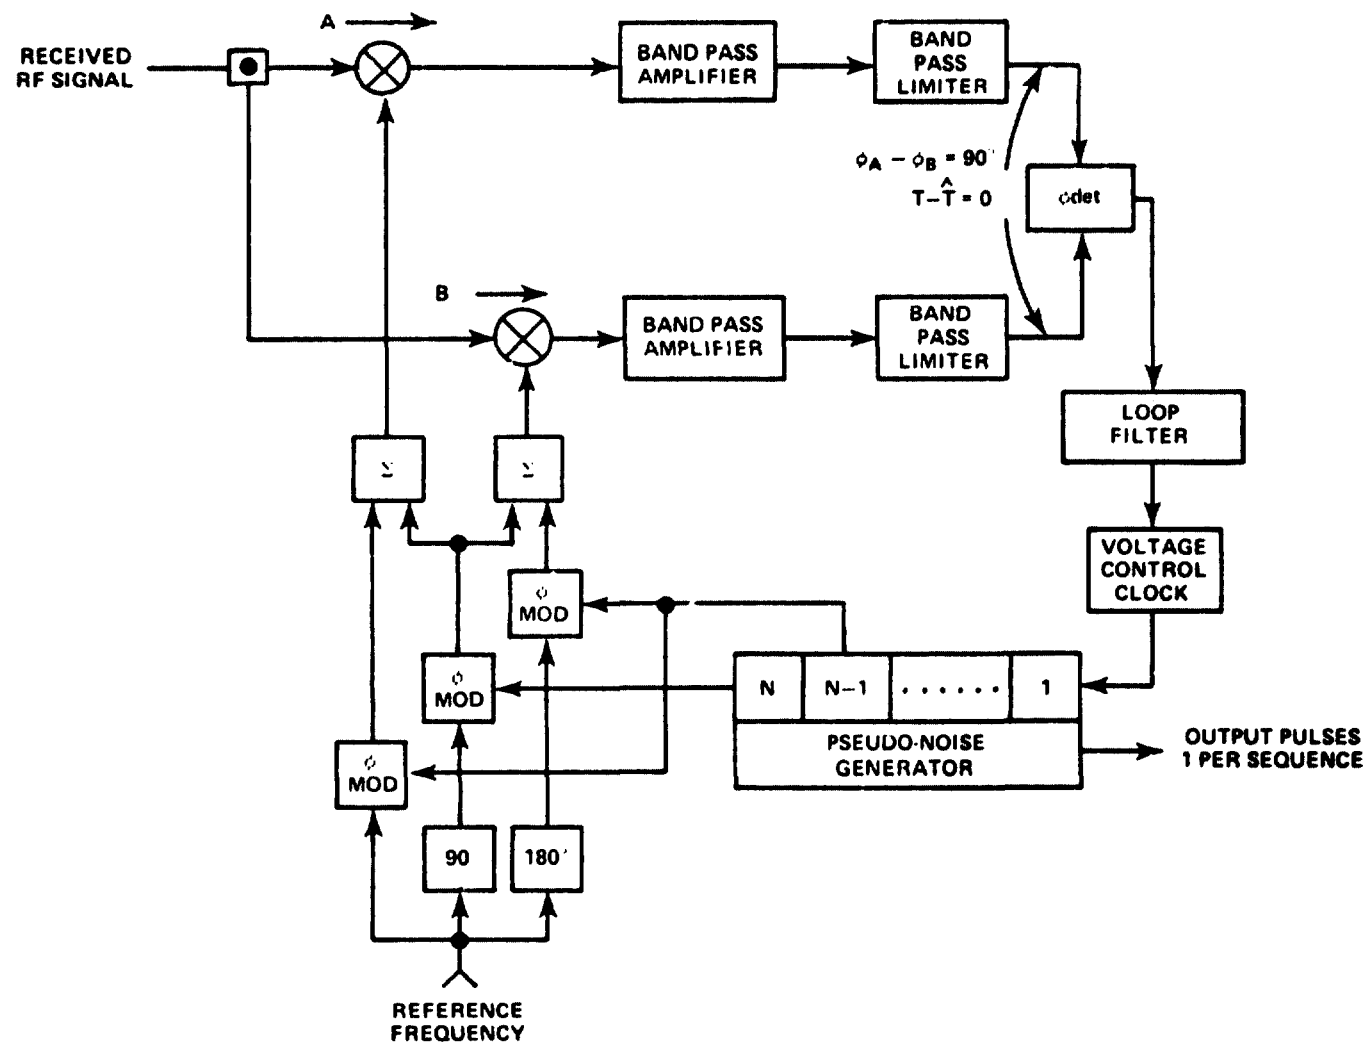 A
RECEIVED
RF SIGNAL
BAND PASS
AMPLIFIER
BAND
PASS
LIMITER
ϕA − ϕB = 90°
T−T̂ = 0
ϕdet
B
BAND PASS
AMPLIFIER
BAND
PASS
LIMITER
LOOP
FILTER
Σ
Σ
VOLTAGE
CONTROL
CLOCK
ϕ
MOD
ϕ
MOD
N
N−1
......
1
PSEUDO-NOISE
GENERATOR
OUTPUT PULSES
1 PER SEQUENCE
ϕ
MOD
90
180°
REFERENCE
FREQUENCY